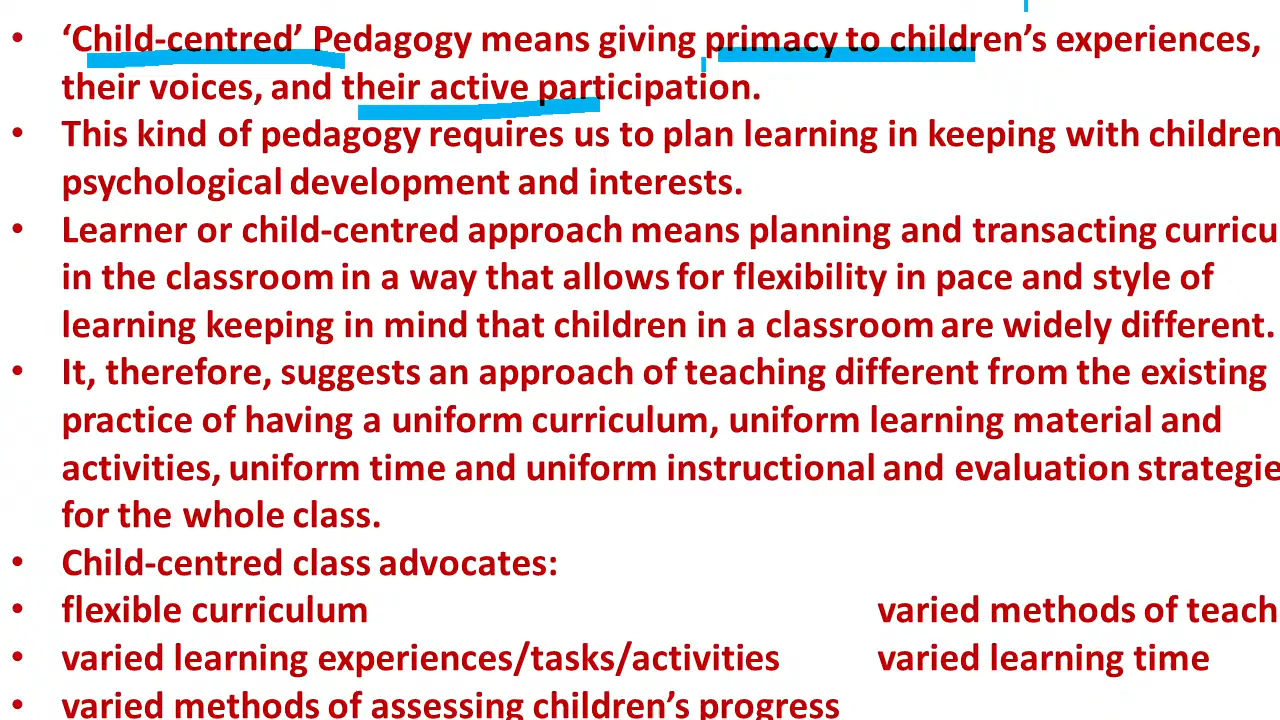 • ‘Child-centred’ Pedagogy means giving primacy to children’s experiences,
their voices, and their active participation.
• This kind of pedagogy requires us to plan learning in keeping with children
psychological development and interests.
• Learner or child-centred approach means planning and transacting curricu
in the classroom in a way that allows for flexibility in pace and style of
learning keeping in mind that children in a classroom are widely different.
• It, therefore, suggests an approach of teaching different from the existing
practice of having a uniform curriculum, uniform learning material and
activities, uniform time and uniform instructional and evaluation strategie
for the whole class.
• Child-centred class advocates:
• flexible curriculum varied methods of teach
• varied learning experiences/tasks/activities varied learning time
• varied methods of assessing children’s progress